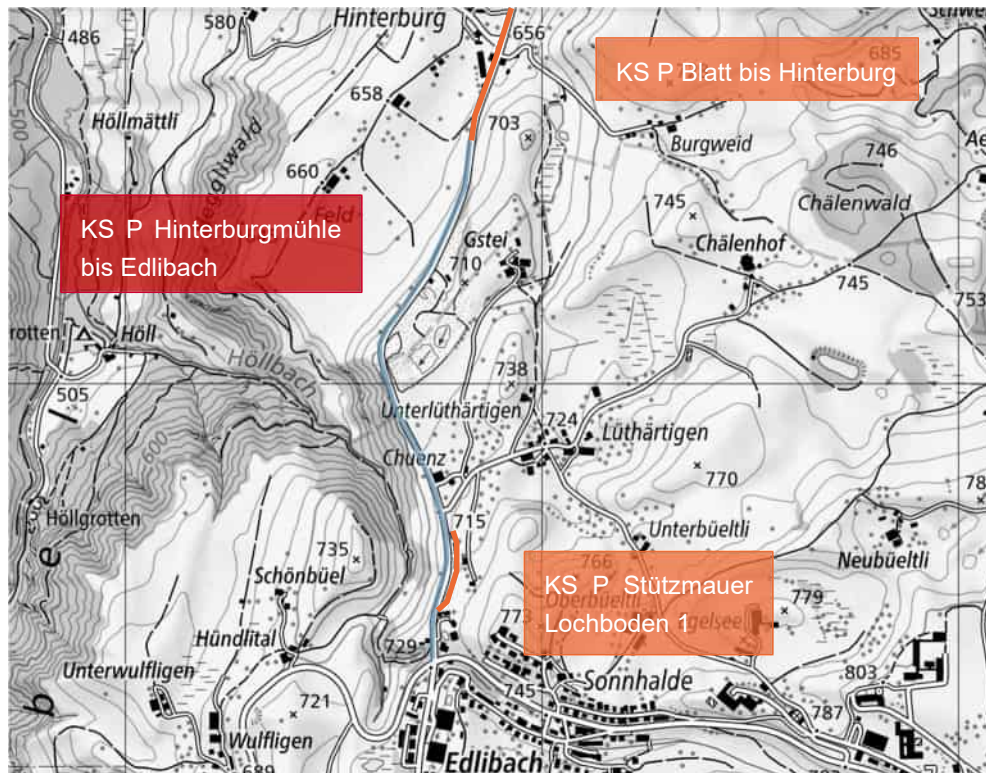 Hinterburg
580
486
656
685
KS P Blatt bis Hinterburg
658
Höllmättli
703
Burgweid
746
660
745
Chälenwald
KS P Hinterburgmühle
bis Edlibach
Feld
Gstei
710
Chälenhof
745
753
Höll
Höllbach
738
505
Unterlüthärtigen
724
Lüthärtigen
600
Chuenz
770
500
Höllgrotten
715
Unterbüeltli
735
Schönbüel
766
Neubüeltli
KS P Stützmauer
Lochboden 1
Oberbüeltli
779
773
Hündlital
729
Unterwulfligen
745
Sonnhalde
803
721
787
Wulfligen
689
Edlibach